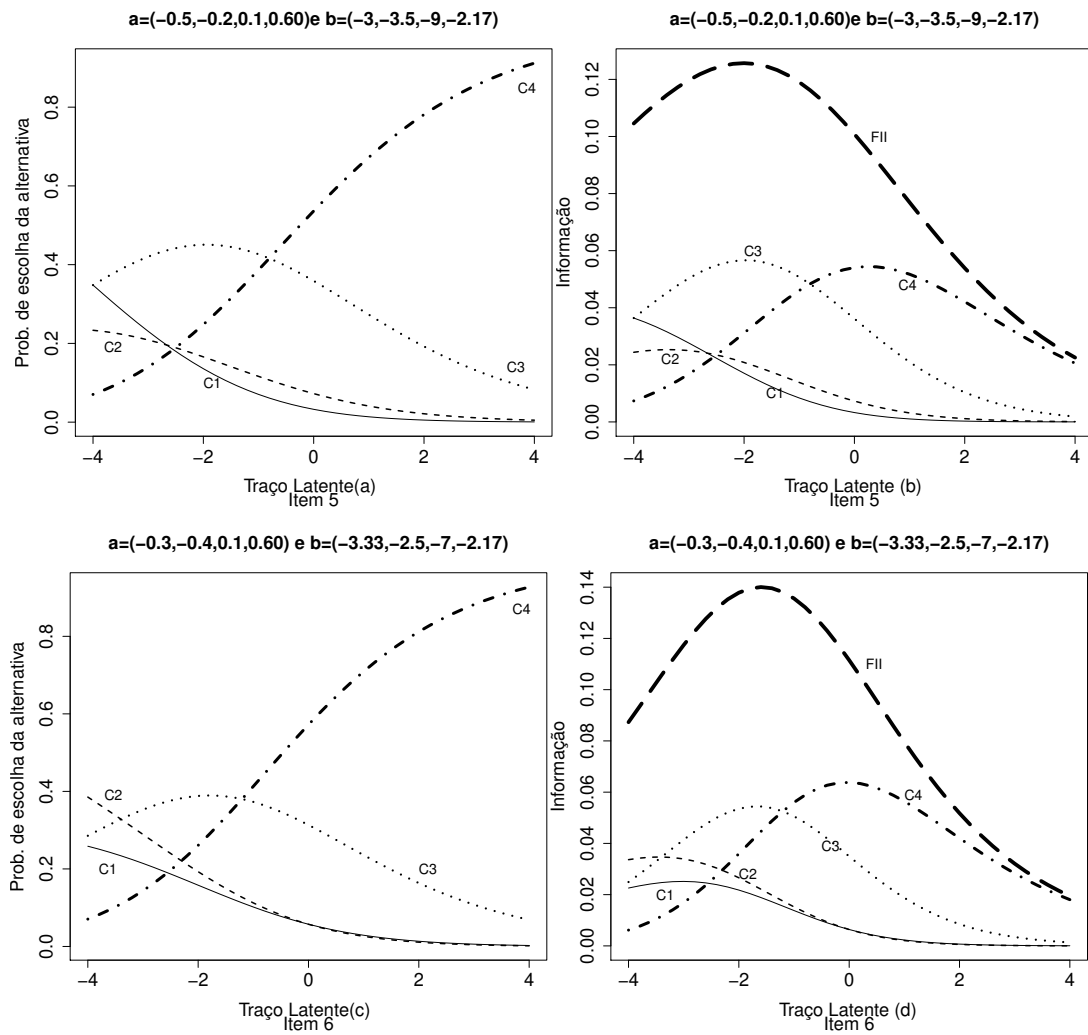 a=(−0.5,−0.2,0.1,0.60)e b=(−3,−3.5,−9,−2.17)
Prob. de escolha da alternativa
0.0
0.2
0.4
0.6
0.8
C4
C2
C1
C3
−4
−2
0
2
4
Traço Latente(a)
Item 5
a=(−0.5,−0.2,0.1,0.60)e b=(−3,−3.5,−9,−2.17)
Informação
0.00
0.02
0.04
0.06
0.08
0.10
0.12
FII
C3
C4
C2
C1
−4
−2
0
2
4
Traço Latente (b)
Item 5
a=(−0.3,−0.4,0.1,0.60) e b=(−3.33,−2.5,−7,−2.17)
Prob. de escolha da alternativa
0.0
0.2
0.4
0.6
0.8
C4
C2
C1
C3
−4
−2
0
2
4
Traço Latente(c)
Item 6
a=(−0.3,−0.4,0.1,0.60) e b=(−3.33,−2.5,−7,−2.17)
Informação
0.00
0.02
0.04
0.06
0.08
0.10
0.12
0.14
FII
C4
C3
C2
C1
−4
−2
0
2
4
Traço Latente (d)
Item 6